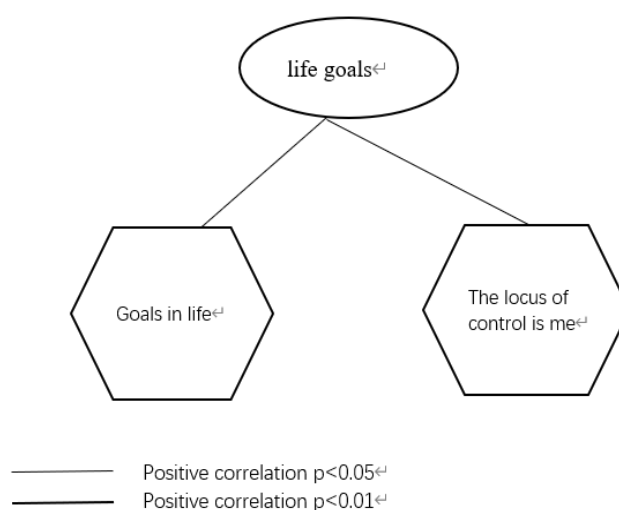 life goals↵
Goals in life↵
The locus of
control is me↵
Positive correlation p<0.05↵
Positive correlation p<0.01↵